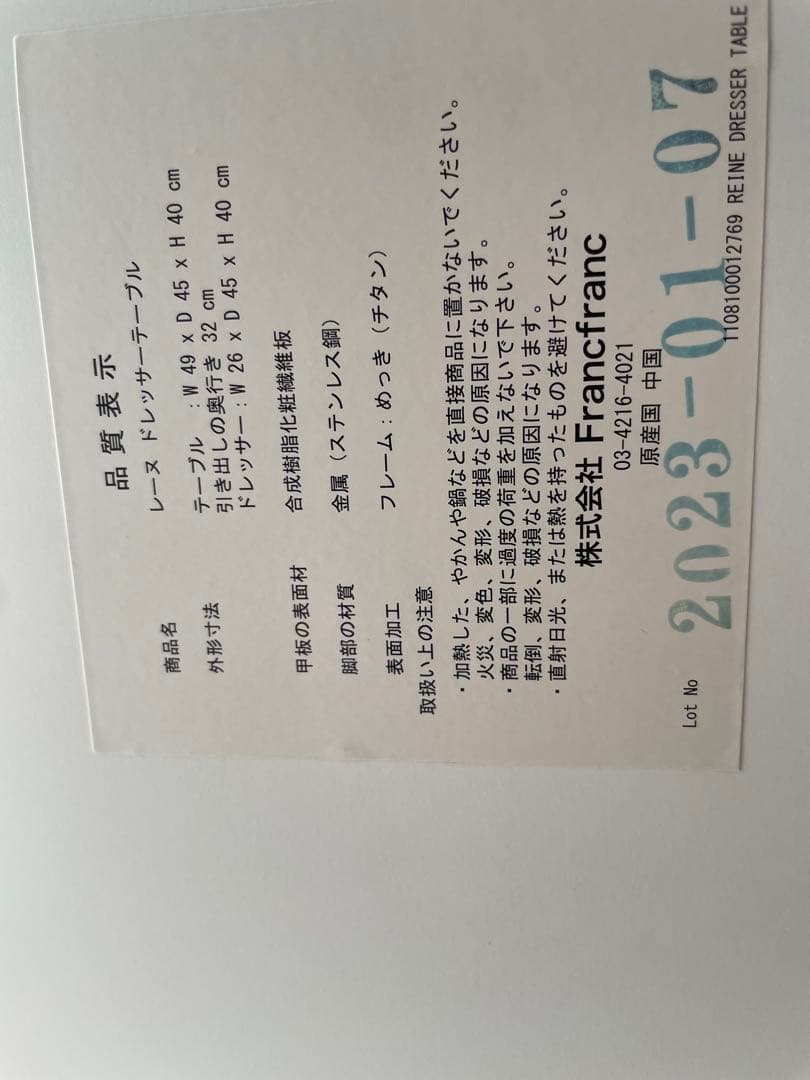 品質表示
商品名 レーヌ ドレッサーテーブル
外形寸法 テーブル :W 49 x D 45 x H 40 cm
引き出しの奥行き 32 cm
ドレッサー:W 26 x D 45 x H 40 cm
甲板の表面材 合成樹脂化粧繊維板
脚部の材質 金属(ステンレス鋼)
表面加工 フレーム:めっき(チタン)
取扱い上の注意
・加熱した、やかんや鍋などを直接商品に置かないでください。
火災、変色、変形、破損などの原因になります。
・商品の一部に過度の荷重を加えないで下さい。
転倒、変形、破損などの原因になります。
・直射日光、または熱を持ったものを避けてください。
株式会社 Francfranc
03-4216-4021
原産国 中国
Lot No 2023-01-07
1108100012769 REINE DRESSER TABLE